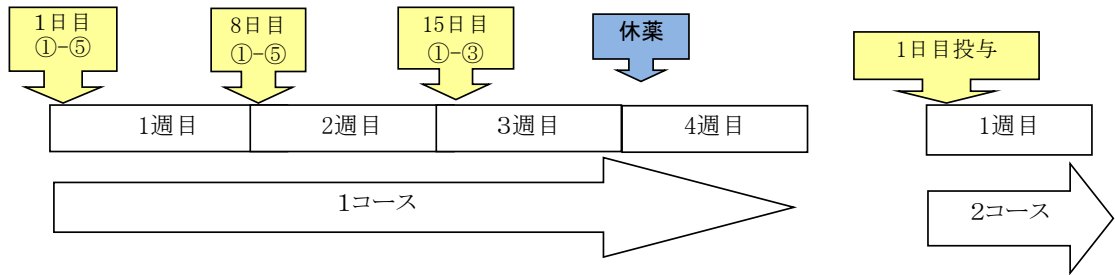 1日目
①-⑤
8日目
①-⑤
15日目
①-③
休薬
1日目投与
1週目
2週目
3週目
4週目
1週目
1コース
2コース